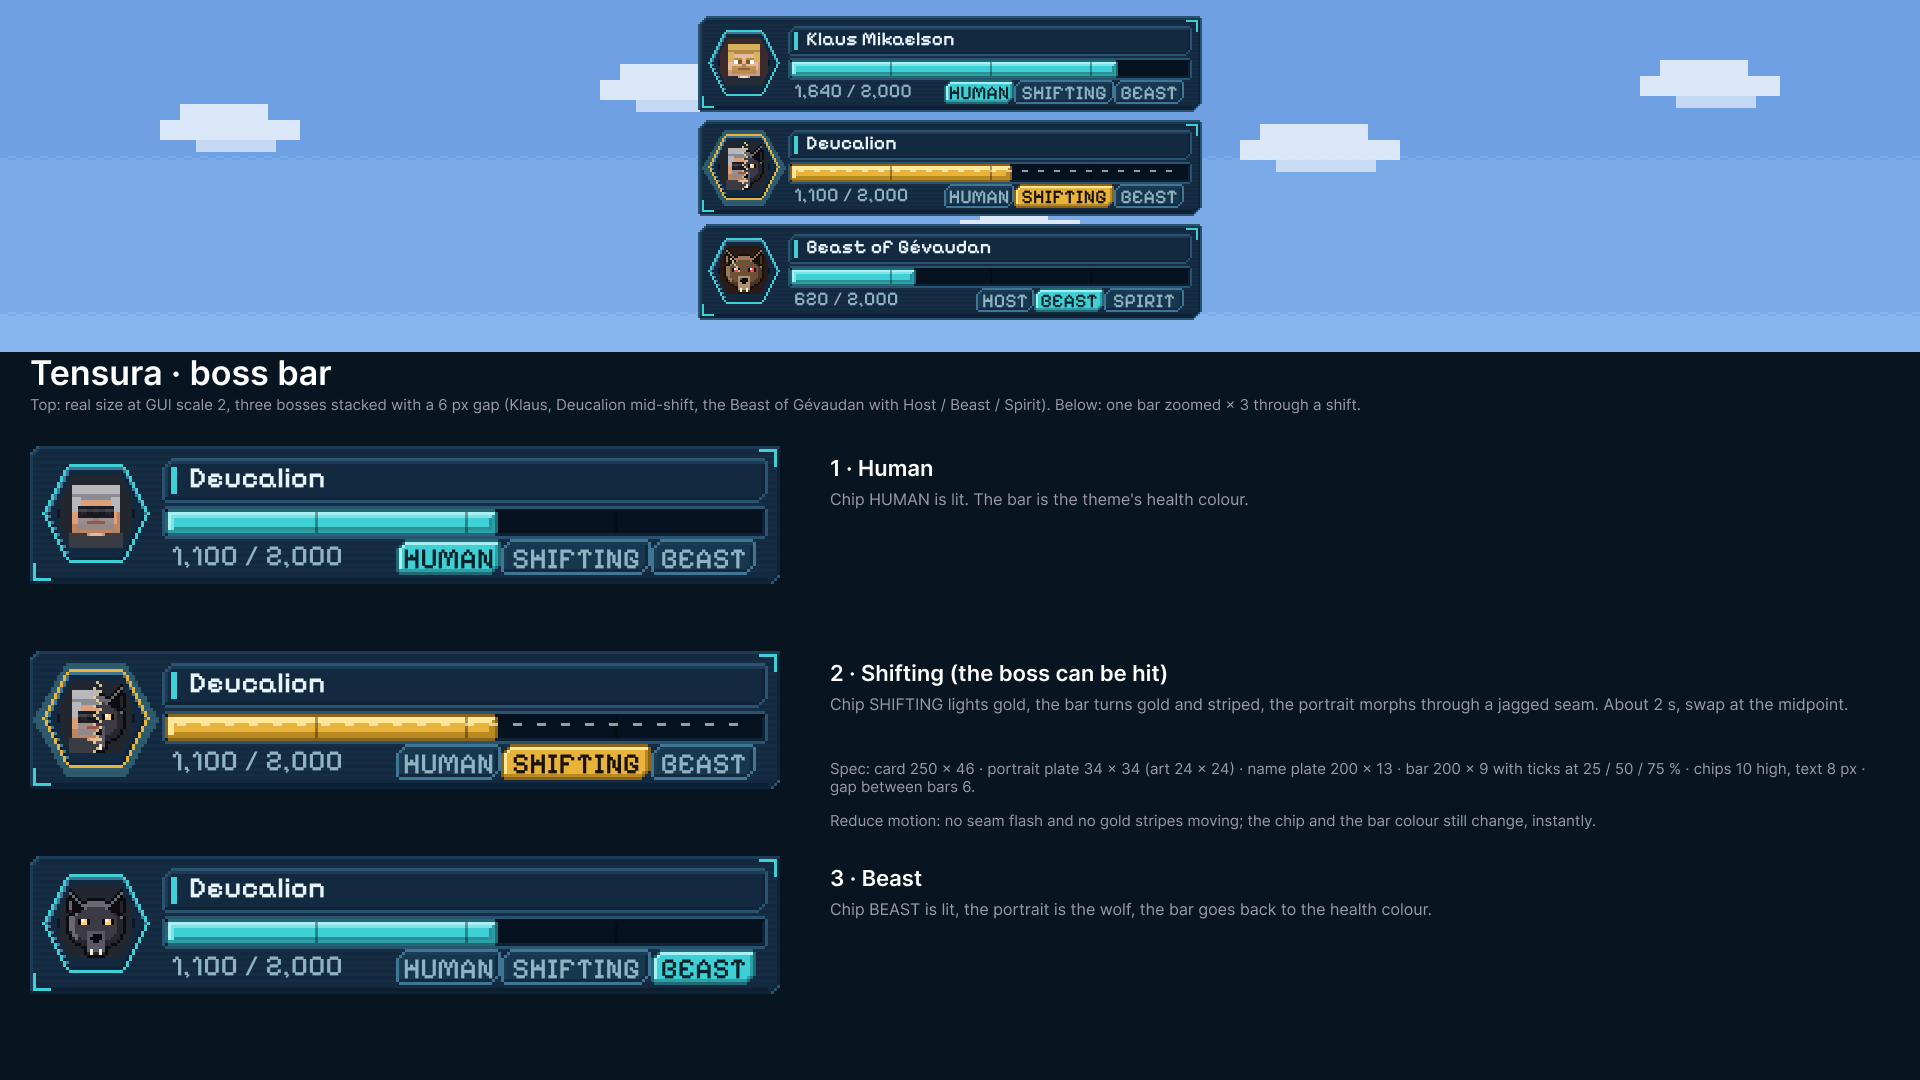 Klaus Mikaelson
1,640 / 2,000 HUMAN SHIFTING BEAST
Deucalion
1,100 / 2,000 HUMAN SHIFTING BEAST
Beast of Gévaudan
620 / 2,000 HOST BEAST SPIRIT
Tensura · boss bar
Top: real size at GUI scale 2, three bosses stacked with a 6 px gap (Klaus, Deucalion mid-shift, the Beast of Gévaudan with Host / Beast / Spirit). Below: one bar zoomed × 3 through a shift.
Deucalion
1,100 / 2,000 HUMAN SHIFTING BEAST
1 · Human
Chip HUMAN is lit. The bar is the theme's health colour.
Deucalion
1,100 / 2,000 HUMAN SHIFTING BEAST
2 · Shifting (the boss can be hit)
Chip SHIFTING lights gold, the bar turns gold and striped, the portrait morphs through a jagged seam. About 2 s, swap at the midpoint.
Spec: card 250 × 46 · portrait plate 34 × 34 (art 24 × 24) · name plate 200 × 13 · bar 200 × 9 with ticks at 25 / 50 / 75 % · chips 10 high, text 8 px ·
gap between bars 6.
Reduce motion: no seam flash and no gold stripes moving; the chip and the bar colour still change, instantly.
Deucalion
1,100 / 2,000 HUMAN SHIFTING BEAST
3 · Beast
Chip BEAST is lit, the portrait is the wolf, the bar goes back to the health colour.